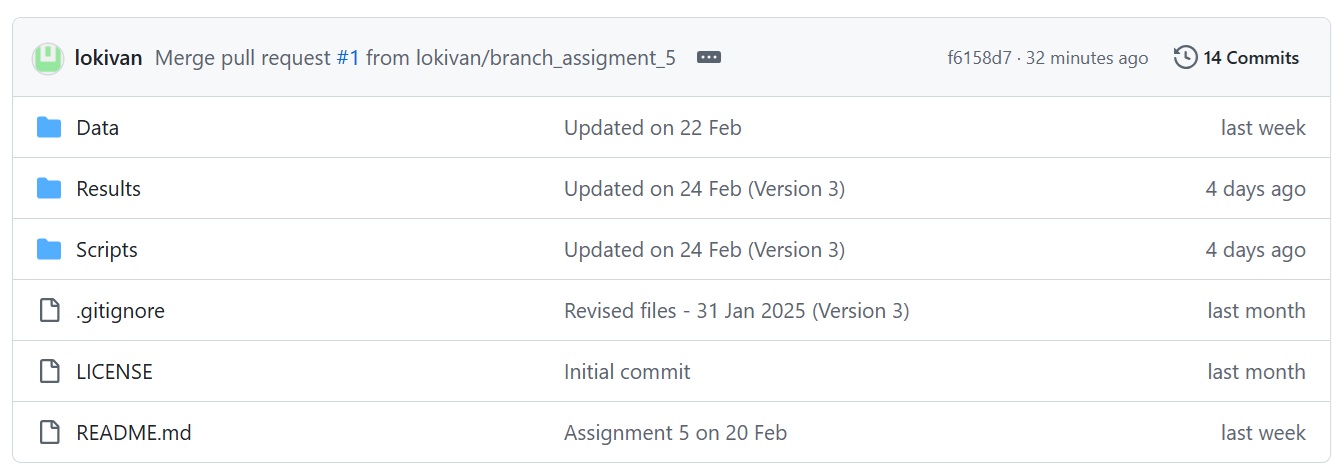 lokivan Merge pull request #1 from lokivan/branch_assigment_5 f6158d7 · 32 minutes ago 14 Commits
Data Updated on 22 Feb last week
Results Updated on 24 Feb (Version 3) 4 days ago
Scripts Updated on 24 Feb (Version 3) 4 days ago
.gitignore Revised files - 31 Jan 2025 (Version 3) last month
LICENSE Initial commit last month
README.md Assignment 5 on 20 Feb last week